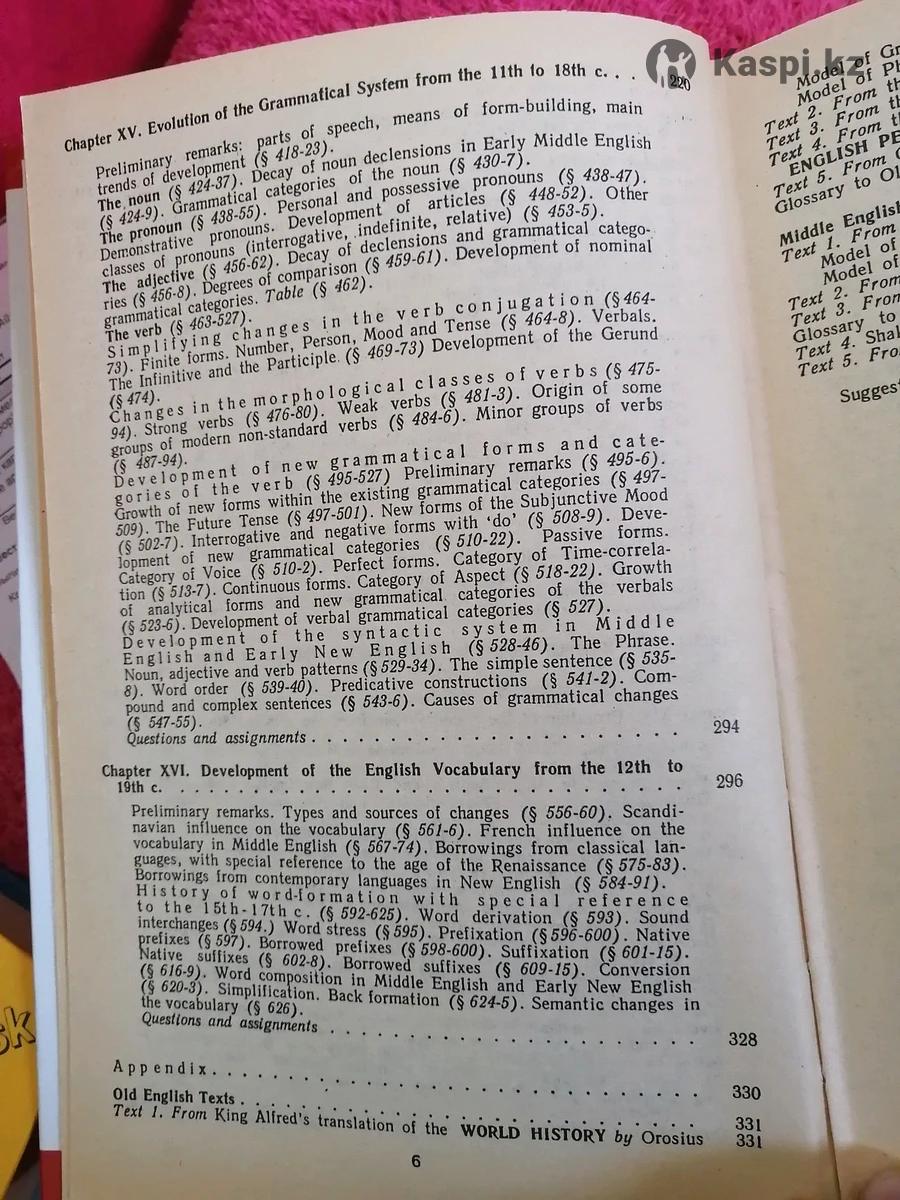 Kaspi.kz
Chapter XV. Evolution of the Grammatical System from the 11th to 18th c. . . 220
Preliminary remarks: parts of speech, means of form-building, main
trends of development (§ 418-23).
The noun (§ 424-37). Decay of noun declensions in Early Middle English
(§ 424-9). Grammatical categories of the noun (§ 430-7).
The pronoun (§ 438-55). Personal and possessive pronouns (§ 438-47).
Demonstrative pronouns. Development of articles (§ 448-52). Other
classes of pronouns (interrogative, indefinite, relative) (§ 453-5).
The adjective (§ 456-62). Decay of declensions and grammatical catego-
ries (§ 456-8). Degrees of comparison (§ 459-61). Development of nominal
grammatical categories. Table (§ 462).
The verb (§ 463-527).
Simplifying changes in the verb conjugation (§ 464-
73). Finite forms. Number, Person, Mood and Tense (§ 464-8). Verbals.
The Infinitive and the Participle (§ 469-73) Development of the Gerund
(§ 474).
Changes in the morphological classes of verbs (§ 475-
94). Strong verbs (§ 476-80). Weak verbs (§ 481-3). Origin of some
groups of modern non-standard verbs (§ 484-6). Minor groups of verbs
(§ 487-94).
Development of new grammatical forms and cate-
gories of the verb (§ 495-527) Preliminary remarks (§ 495-6).
Growth of new forms within the existing grammatical categories (§ 497-
509). The Future Tense (§ 497-501). New forms of the Subjunctive Mood
(§ 502-7). Interrogative and negative forms with ‘do’ (§ 508-9). Deve-
lopment of new grammatical categories (§ 510-22). Passive forms.
Category of Voice (§ 510-2). Perfect forms. Category of Time-correla-
tion (§ 513-7). Continuous forms. Category of Aspect (§ 518-22). Growth
of analytical forms and new grammatical categories of the verbals
(§ 523-6). Development of verbal grammatical categories (§ 527).
Development of the syntactic system in Middle
English and Early New English (§ 528-46). The Phrase.
Noun, adjective and verb patterns (§ 529-34). The simple sentence (§ 535-
8). Word order (§ 539-40). Predicative constructions (§ 541-2). Com-
pound and complex sentences (§ 543-6). Causes of grammatical changes
(§ 547-55).
Questions and assignments . . . . . . . . . . . . . . . . . . . . . . . 294
Chapter XVI. Development of the English Vocabulary from the 12th to
19th c. . . . . . . . . . . . . . . . . . . . . . . . . . . . . . . . 296
Preliminary remarks. Types and sources of changes (§ 556-60). Scandi-
navian influence on the vocabulary (§ 561-6). French influence on the
vocabulary in Middle English (§ 567-74). Borrowings from classical lan-
guages, with special reference to the age of the Renaissance (§ 575-83).
Borrowings from contemporary languages in New English (§ 584-91).
History of word-formation with special reference
to the 15th-17th c. (§ 592-625). Word derivation (§ 593). Sound
interchanges (§ 594.) Word stress (§ 595). Prefixation (§ 596-600). Native
prefixes (§ 597). Borrowed prefixes (§ 598-600). Suffixation (§ 601-15).
Native suffixes (§ 602-8). Borrowed suffixes (§ 609-15). Conversion
(§ 616-9). Word composition in Middle English and Early New English
(§ 620-3). Simplification. Back formation (§ 624-5). Semantic changes in
the vocabulary (§ 626).
Questions and assignments . . . . . . . . . . . . . . . . . . . . . . 328
Appendix . . . . . . . . . . . . . . . . . . . . . . . . . . . . . 330
Old English Texts . . . . . . . . . . . . . . . . . . . . . . . . . 331
Text 1. From King Alfred's translation of the WORLD HISTORY by Orosius 331
6
Model of Gr
Model of Ph
Text 2. From th
Text 3. From th
Text 4. From th
ENGLISH PE
Text 5. From
Glossary to Ol
Middle English
Text 1. From
Model of
Model of
Text 2. From
Text 3. From
Glossary to
Text 4. Shak
Text 5. Fro
Suggest
sk